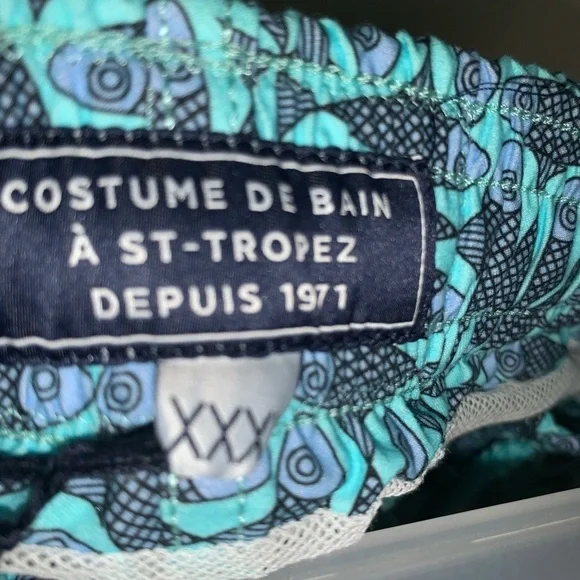 COSTUME DE BAIN
À ST-TROPEZ
DEPUIS 1971
XXX